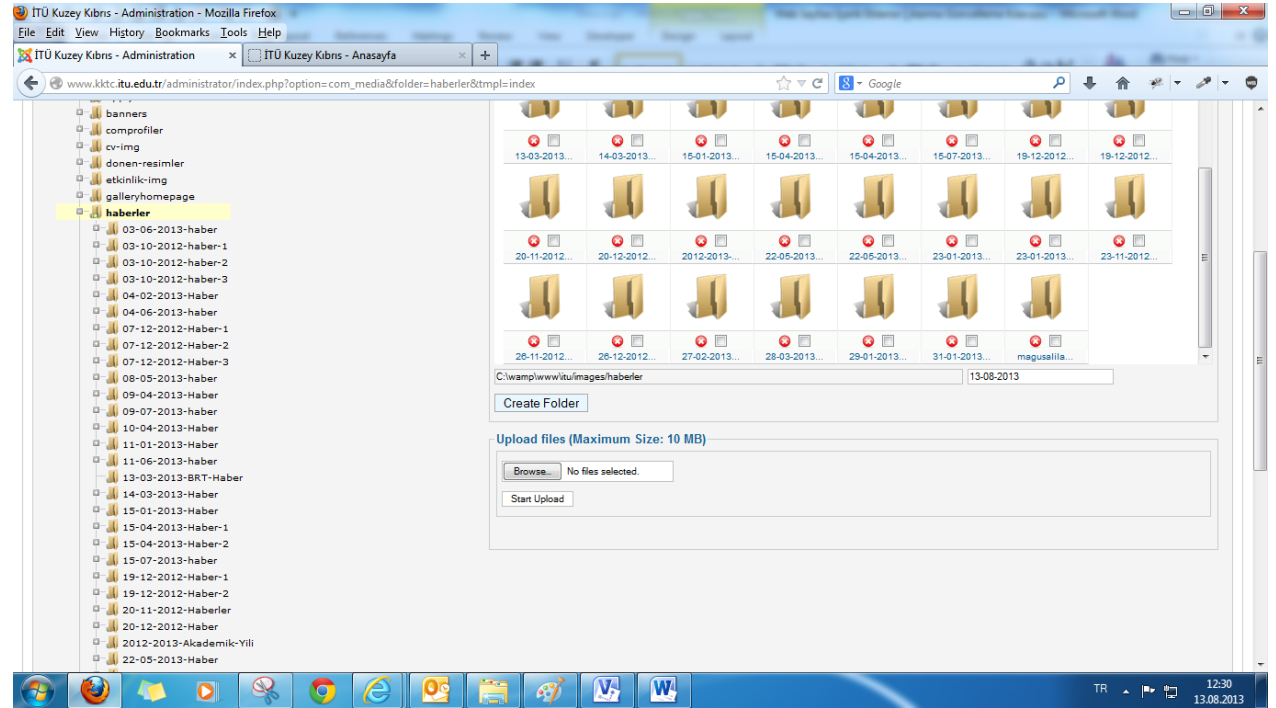 İTÜ Kuzey Kıbrıs - Administration - Mozilla Firefox
File Edit View History Bookmarks Tools Help
İTÜ Kuzey Kıbrıs - Administration × İTÜ Kuzey Kıbrıs - Anasayfa × +
www.kktc.itu.edu.tr/administrator/index.php?option=com_media&folder=haberler&tmpl=index
Google
banners
comprofiler
cv-img
donen-resimler
etkinlik-img
galleryhomepage
haberler
03-06-2013-haber
03-10-2012-haber-1
03-10-2012-haber-2
03-10-2012-haber-3
04-02-2013-Haber
04-06-2013-haber
07-12-2012-Haber-1
07-12-2012-Haber-2
07-12-2012-Haber-3
08-05-2013-haber
09-04-2013-Haber
09-07-2013-haber
10-04-2013-Haber
11-01-2013-Haber
11-06-2013-haber
13-03-2013-BRT-Haber
14-03-2013-Haber
15-01-2013-Haber
15-04-2013-Haber-1
15-04-2013-Haber-2
15-07-2013-haber
19-12-2012-Haber-1
19-12-2012-Haber-2
20-11-2012-Haberler
20-12-2012-Haber
2012-2013-Akademik-Yili
22-05-2013-Haber
13-03-2013... 14-03-2013... 15-01-2013... 15-04-2013... 15-04-2013... 15-07-2013... 19-12-2012... 19-12-2012...
20-11-2012... 20-12-2012... 2012-2013-... 22-05-2013... 22-05-2013... 23-01-2013... 23-01-2013... 23-11-2012...
26-11-2012... 26-12-2012... 27-02-2013... 28-03-2013... 29-01-2013... 31-01-2013... magusalila...
C:\wamp\www\itu/images/haberler 13-08-2013
Create Folder
Upload files (Maximum Size: 10 MB)
Browse... No files selected.
Start Upload
TR
12:30
13.08.2013